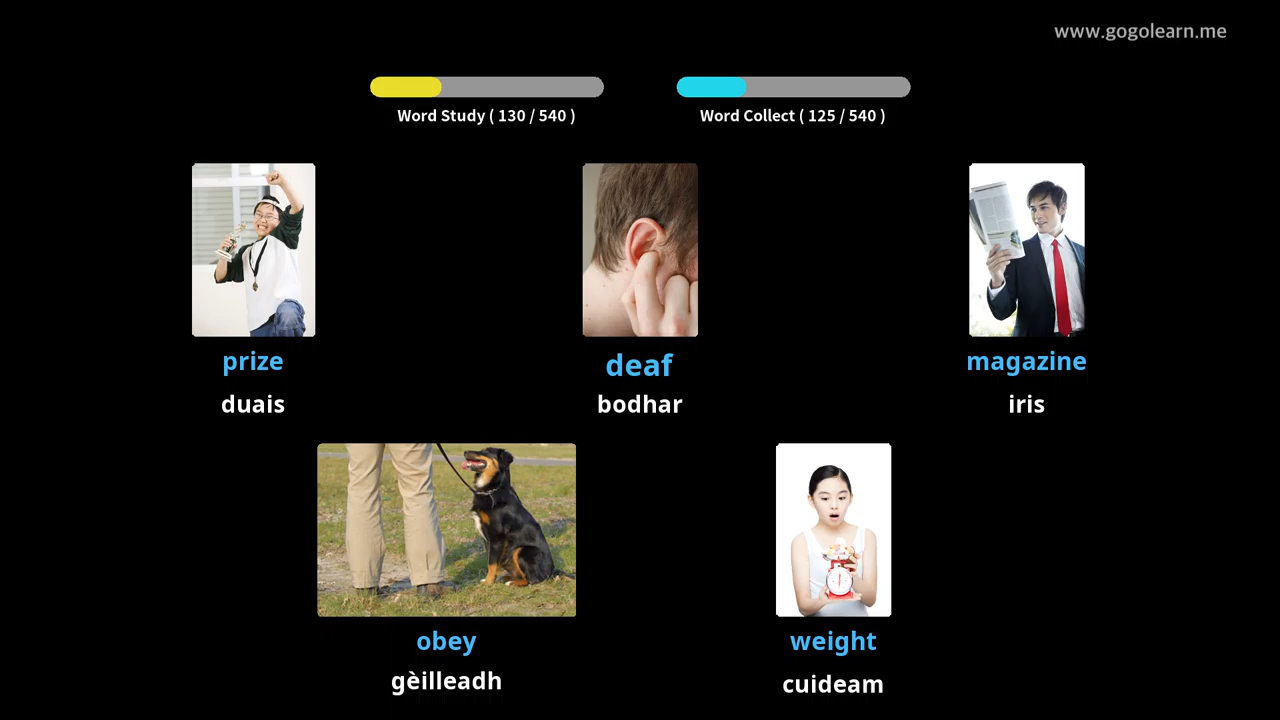 www.gogolearn.me
Word Study ( 130 / 540 )
Word Collect ( 125 / 540 )
prize
duais
deaf
bodhar
magazine
iris
obey
gèilleadh
weight
cuideam